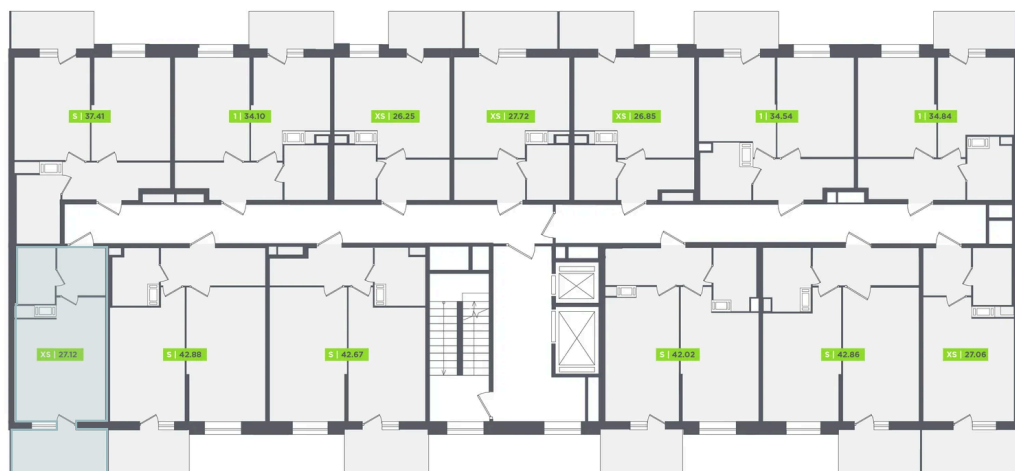 S | 37.41
1 | 34.10
XS | 26.25
XS | 27.72
XS | 26.85
1 | 34.54
1 | 34.84
XS | 27.12
S | 42.88
S | 42.67
S | 42.02
S | 42.86
XS | 27.06